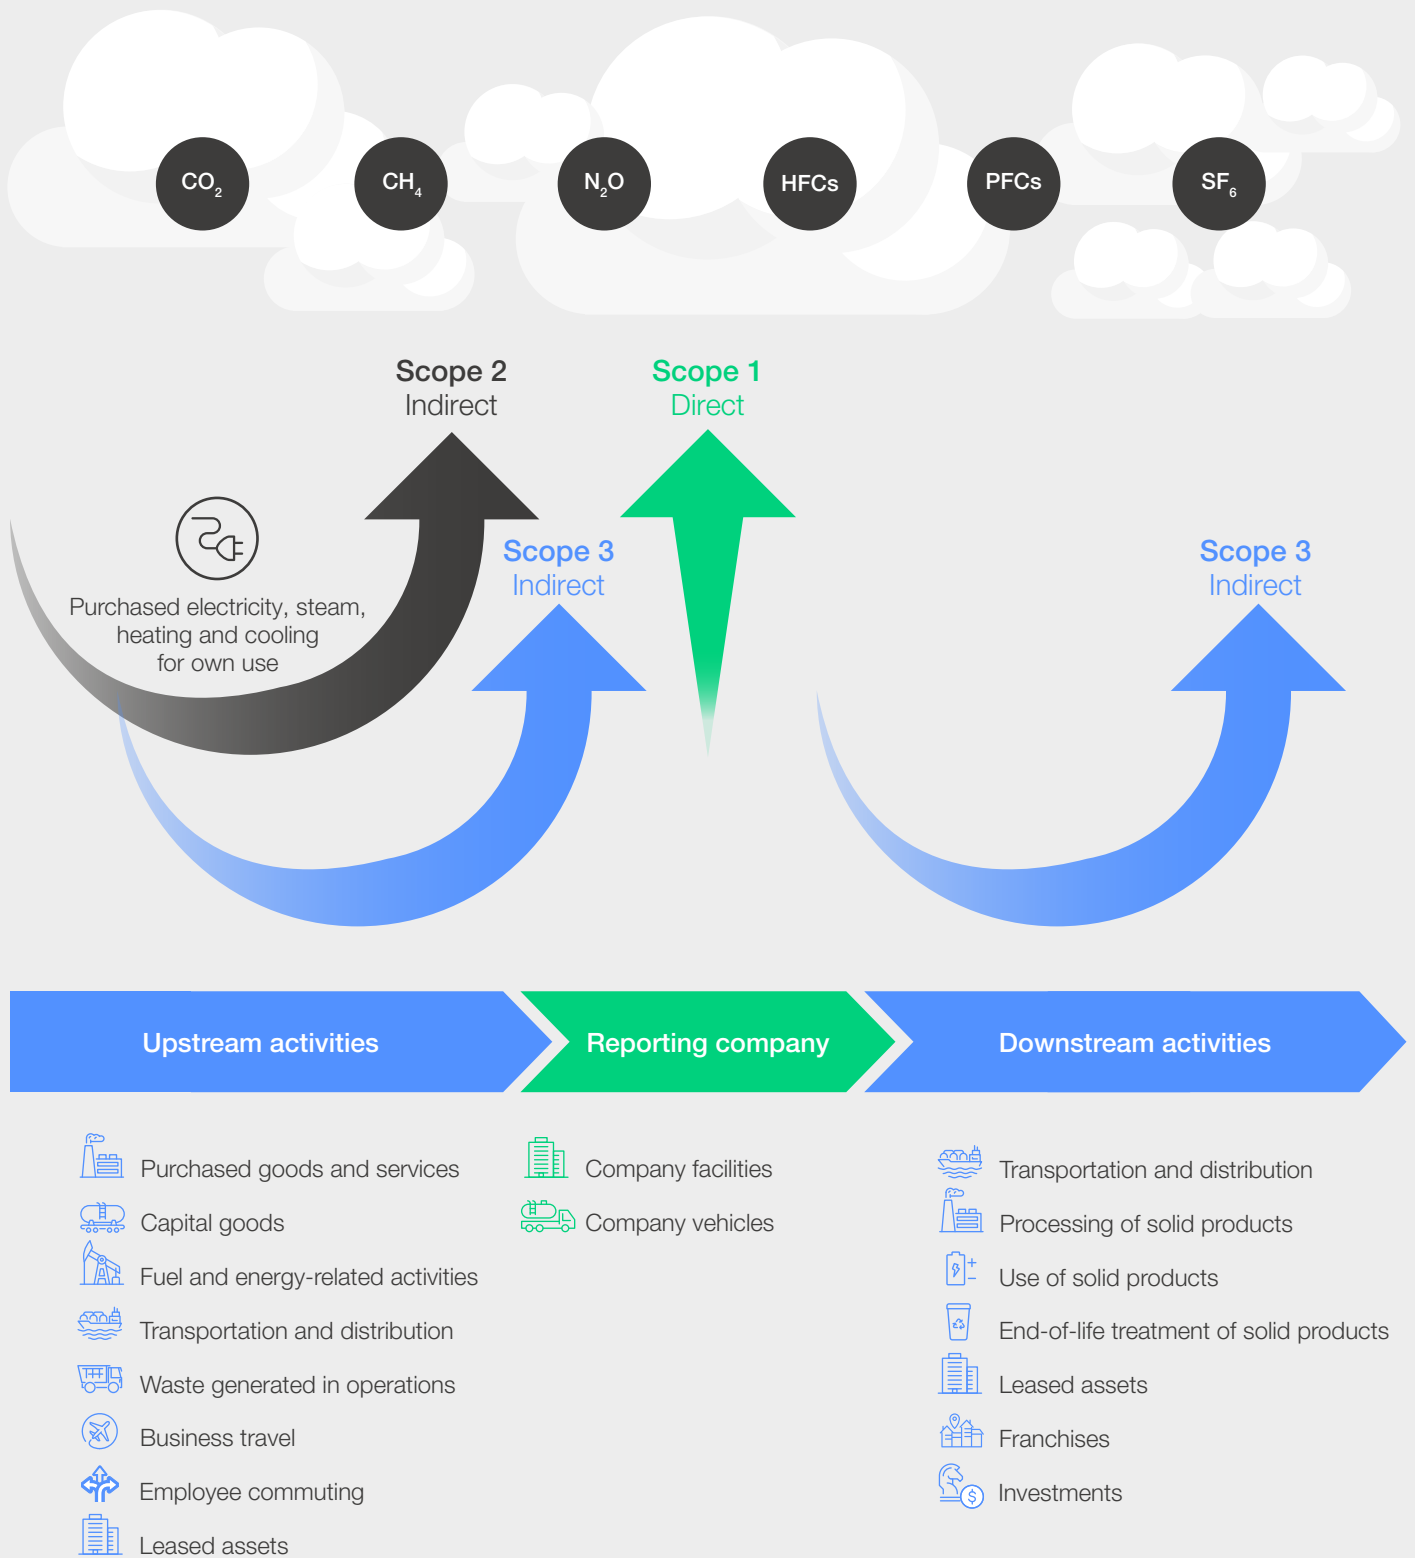 CO₂
CH₄
N₂O
HFCs
PFCs
SF₆
Scope 2
Indirect
Scope 1
Direct
Purchased electricity, steam,
heating and cooling
for own use
Scope 3
Indirect
Scope 3
Indirect
Upstream activities
Reporting company
Downstream activities
Purchased goods and services
Capital goods
Fuel and energy-related activities
Transportation and distribution
Waste generated in operations
Business travel
Employee commuting
Leased assets
Company facilities
Company vehicles
Transportation and distribution
Processing of solid products
Use of solid products
End-of-life treatment of solid products
Leased assets
Franchises
Investments